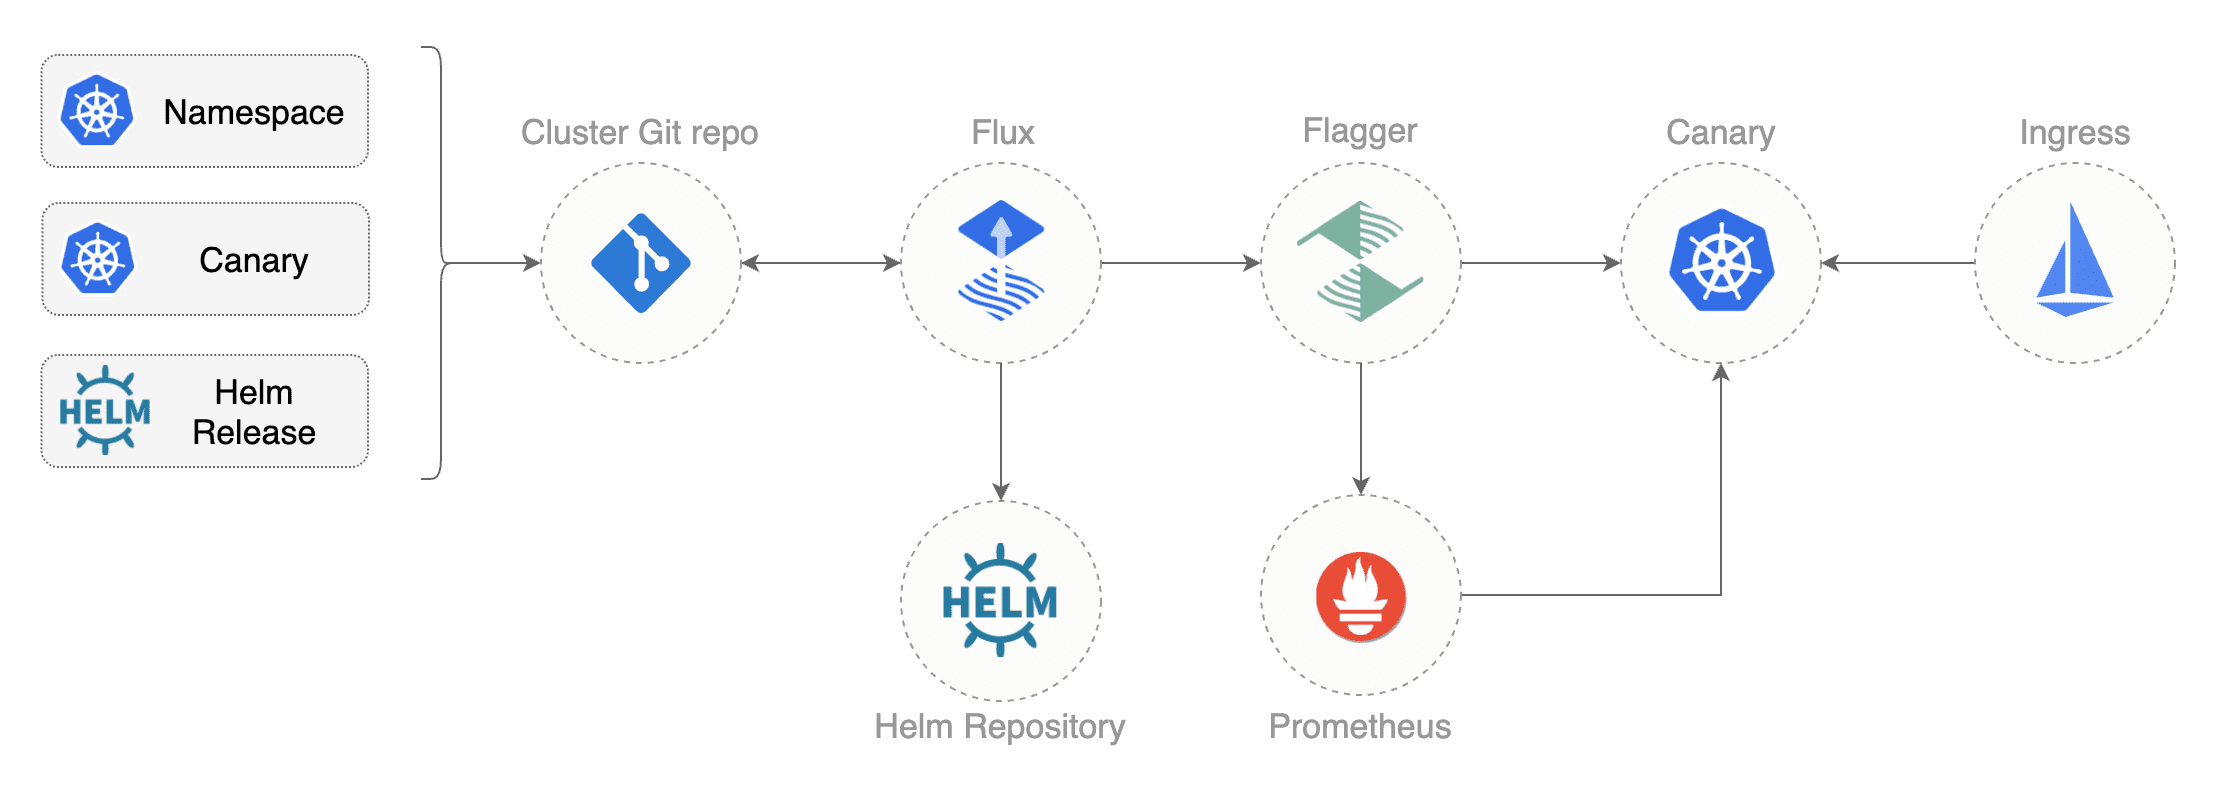 Namespace
Canary
HELM
Helm
Release
Cluster Git repo
Flux
Flagger
Canary
Ingress
HELM
Helm Repository
Prometheus